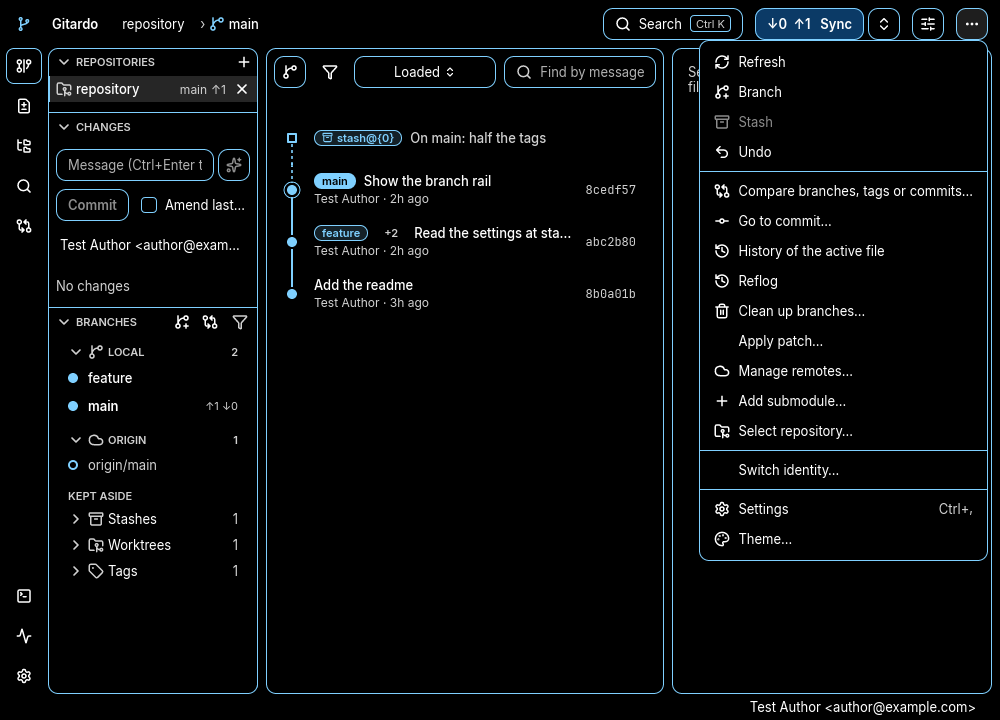 Gitardo
repository
› main
Search Ctrl K
↓0 ↑1 Sync
REPOSITORIES
repository main ↑1
CHANGES
Message (Ctrl+Enter t
Commit
Amend last...
Test Author <author@exam...
No changes
BRANCHES
LOCAL 2
feature
main ↑1 ↓0
ORIGIN 1
origin/main
KEPT ASIDE
Stashes 1
Worktrees 1
Tags 1
Loaded
Find by message
stash@{0} On main: half the tags
main Show the branch rail
Test Author · 2h ago
8cedf57
feature +2 Read the settings at sta...
Test Author · 2h ago
abc2b80
Add the readme
Test Author · 3h ago
8b0a01b
Se
fil
Refresh
Branch
Stash
Undo
Compare branches, tags or commits...
Go to commit...
History of the active file
Reflog
Clean up branches...
Apply patch...
Manage remotes...
Add submodule...
Select repository...
Switch identity...
Settings Ctrl+,
Theme...
Test Author <author@example.com>